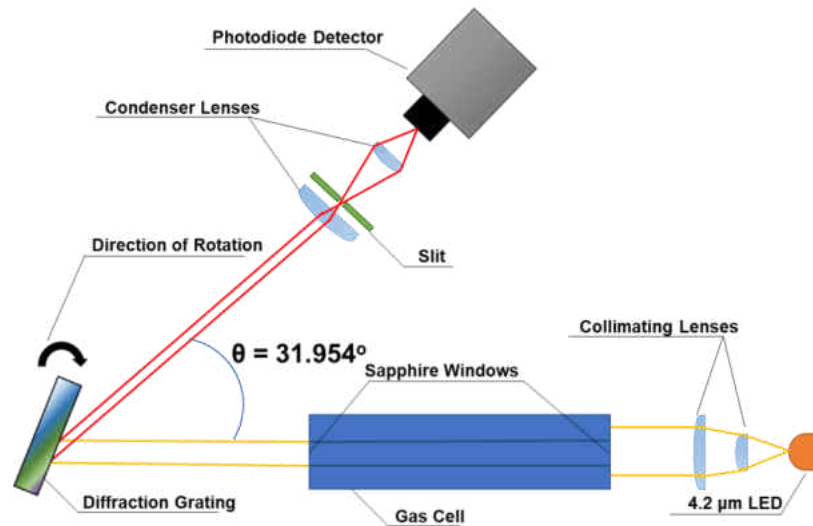 Photodiode Detector
Condenser Lenses
Direction of Rotation
Slit
Collimating Lenses
θ = 31.954º
Sapphire Windows
Diffraction Grating
Gas Cell
4.2 µm LED